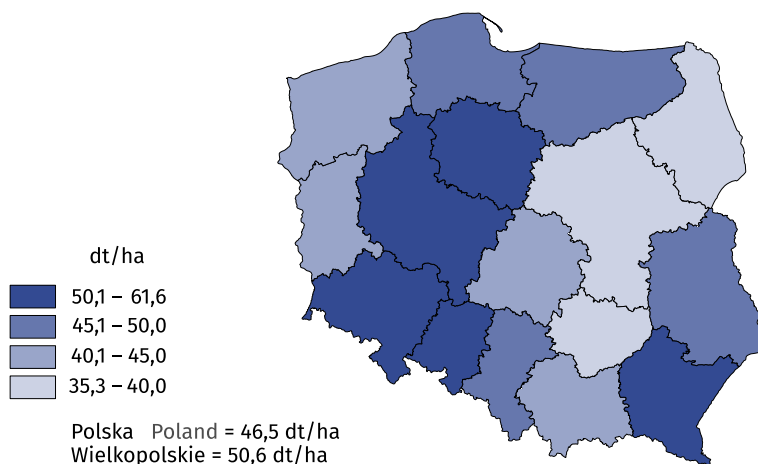 dt/ha
50,1 – 61,6
45,1 – 50,0
40,1 – 45,0
35,3 – 40,0
Polska Poland = 46,5 dt/ha
Wielkopolskie = 50,6 dt/ha